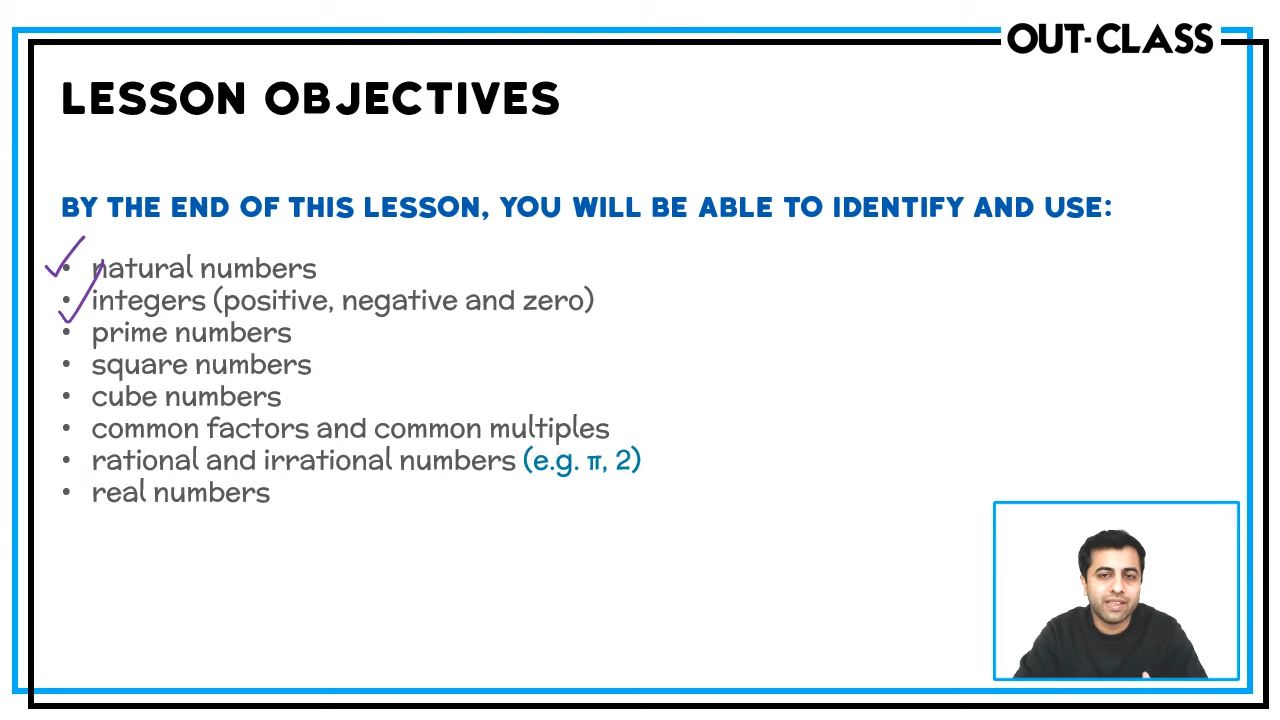 OUT-CLASS
LESSON OBJECTIVES
BY THE END OF THIS LESSON, YOU WILL BE ABLE TO IDENTIFY AND USE:
• natural numbers
• integers (positive, negative and zero)
• prime numbers
• square numbers
• cube numbers
• common factors and common multiples
• rational and irrational numbers (e.g. π, 2)
• real numbers